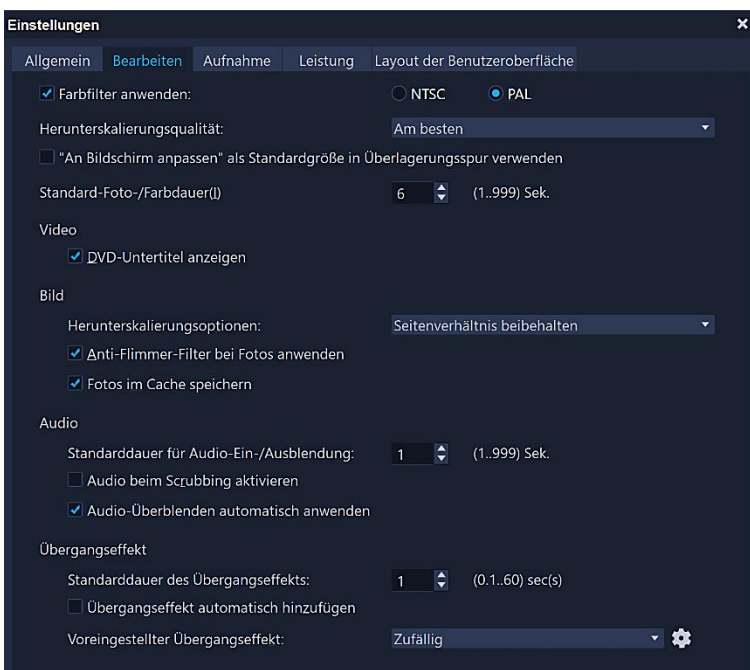 Einstellungen
Allgemein Bearbeiten Aufnahme Leistung Layout der Benutzeroberfläche
Farbfilter anwenden: NTSC PAL
Herunterskalierungsqualität: Am besten
"An Bildschirm anpassen" als Standardgröße in Überlagerungsspur verwenden
Standard-Foto-/Farbdauer(I) 6 (1..999) Sek.
Video
DVD-Untertitel anzeigen
Bild
Herunterskalierungsoptionen: Seitenverhältnis beibehalten
Anti-Flimmer-Filter bei Fotos anwenden
Fotos im Cache speichern
Audio
Standarddauer für Audio-Ein-/Ausblendung: 1 (1..999) Sek.
Audio beim Scrubbing aktivieren
Audio-Überblenden automatisch anwenden
Übergangseffekt
Standarddauer des Übergangseffekts: 1 (0.1..60) sec(s)
Übergangseffekt automatisch hinzufügen
Voreingestellter Übergangseffekt: Zufällig